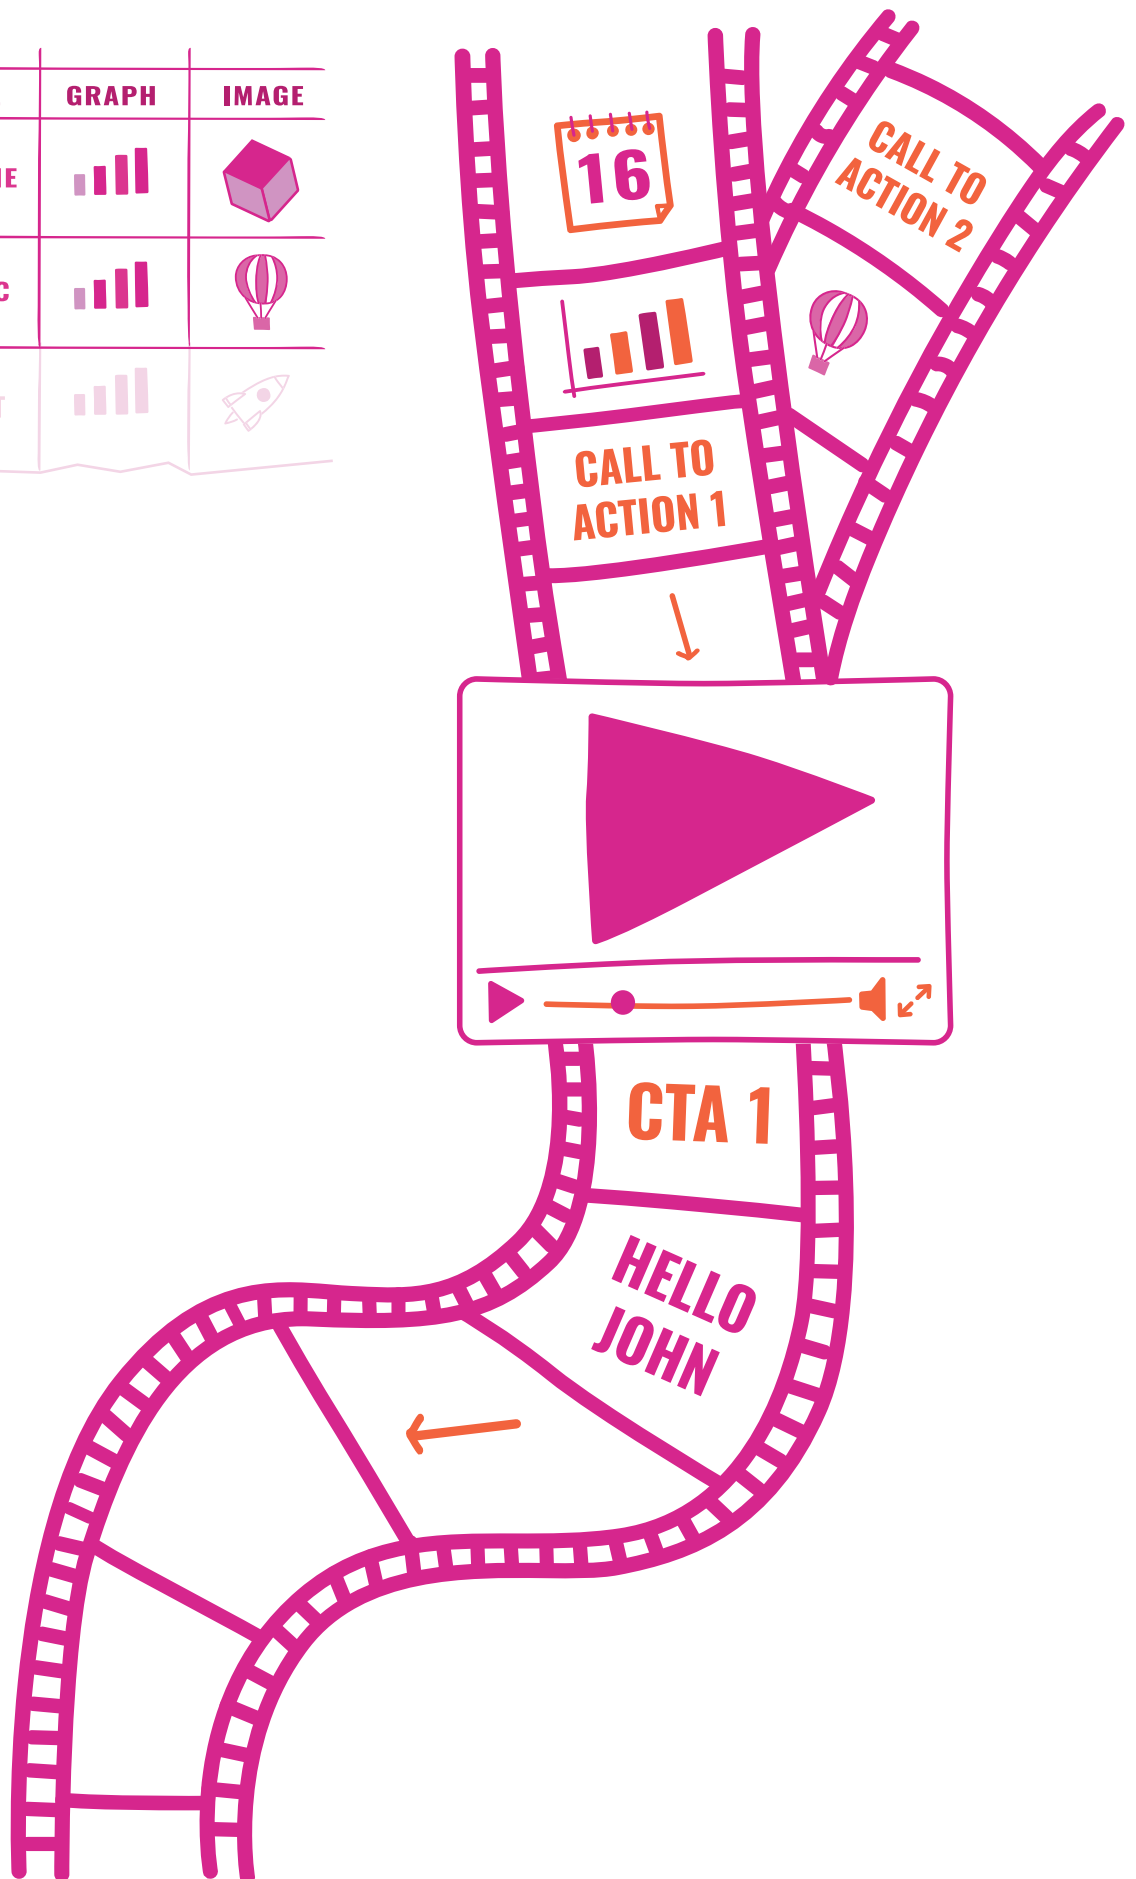 GRAPH IMAGE
16
CALL TO
ACTION 1
CALL TO
ACTION 2
CTA 1
HELLO
JOHN